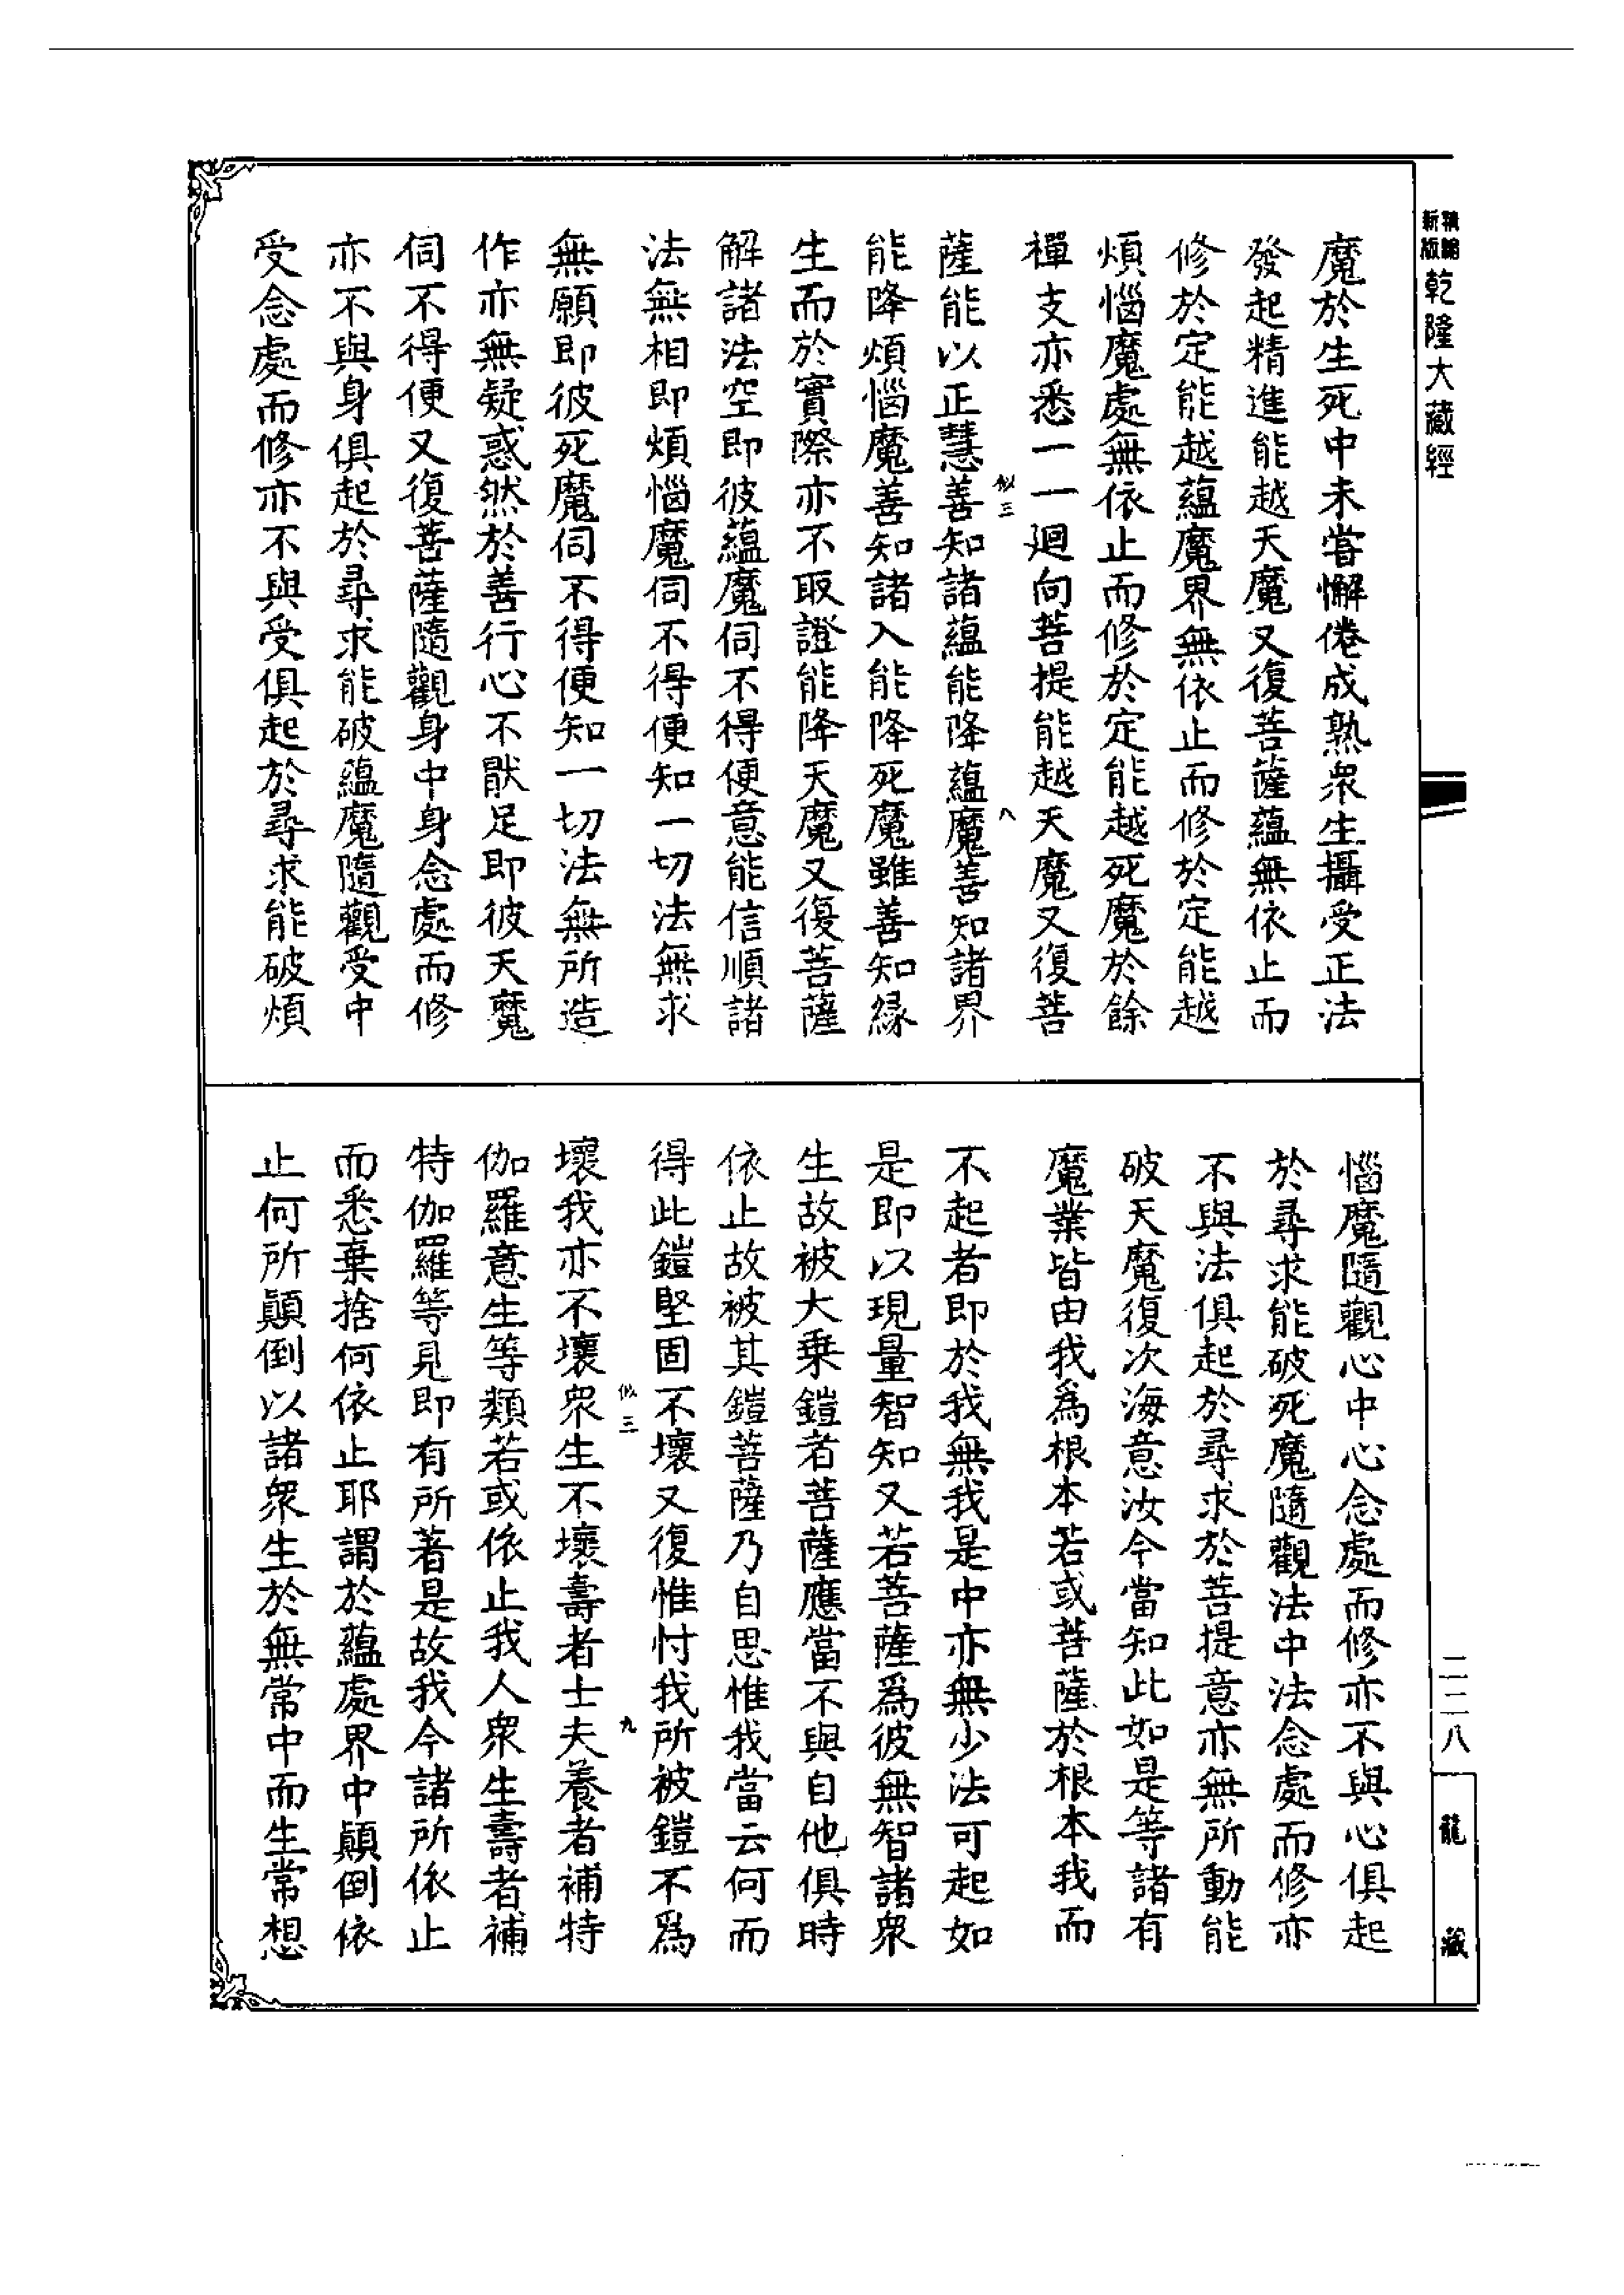 精縮新版
乾隆大藏經
魔於生死中未嘗懈倦成熟衆生攝受正法
發起精進能越天魔又復菩薩蘊無依止而
修於定能越蘊魔界無依止而修於定能越
煩惱魔處無依止而修於定能越死魔於餘
禪支亦悉一一迴向菩提能越天魔又復菩
似三
八
薩能以正慧善知諸蘊能降蘊魔善知諸界
能降煩惱魔善知諸入能降死魔雖善知緣
生而於實際亦不取證能降天魔又復菩薩
解諸法空即彼蘊魔伺不得便意能信順諸
法無相即煩惱魔伺不得便知一切法無求
無願即彼死魔伺不得便知一切法無所造
作亦無疑惑然於善行心不猒足即彼天魔
伺不得便又復菩薩隨觀身中身念處而修
亦不與身俱起於尋求能破蘊魔隨觀受中
受念處而修亦不與受俱起於尋求能破煩
惱魔隨觀心中心念處而修亦不與心俱起
於尋求能破死魔隨觀法中法念處而修亦
不與法俱起於尋求於菩提意亦無所動能
破天魔復次海意汝今當知此如是等諸有
魔業皆由我爲根本若或菩薩於根本我而
不起者即於我無我是中亦無少法可起如
是即以現量智知又若菩薩爲彼無智諸衆
生故被大乗鎧者菩薩應當不與自他俱時
依止故被其鎧菩薩乃自思惟我當云何而
得此鎧堅固不壞又復惟忖我所被鎧不爲
似三
九
壞我亦不壞衆生不壞壽者士夫養者補特
伽羅意生等類若或依止我人衆生壽者補
特伽羅等見即有所著是故我今諸所依止
而悉棄捨何依止耶謂於蘊處界中顚倒依
止何所顚倒以諸衆生於無常中而生常想
二二八
龍藏